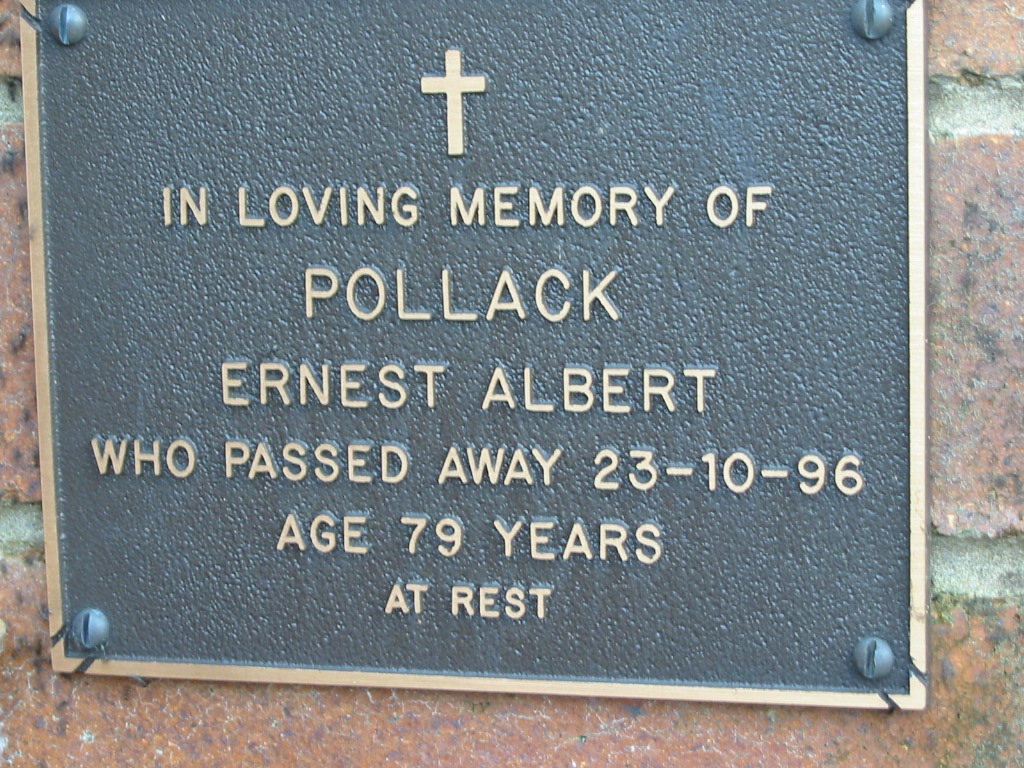 IN LOVING MEMORY OF
POLLACK
ERNEST ALBERT
WHO PASSED AWAY 23-10-96
AGE 79 YEARS
AT REST